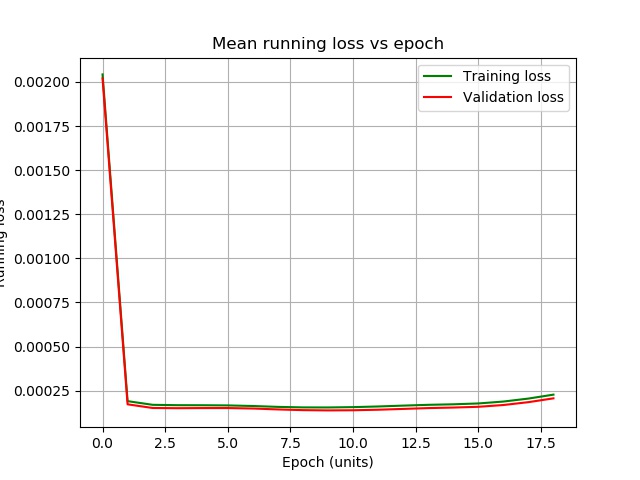 Mean running loss vs epoch
Training loss
Validation loss
0.00200
0.00175
0.00150
0.00125
0.00100
0.00075
0.00050
0.00025
Running loss
0.0 2.5 5.0 7.5 10.0 12.5 15.0 17.5
Epoch (units)